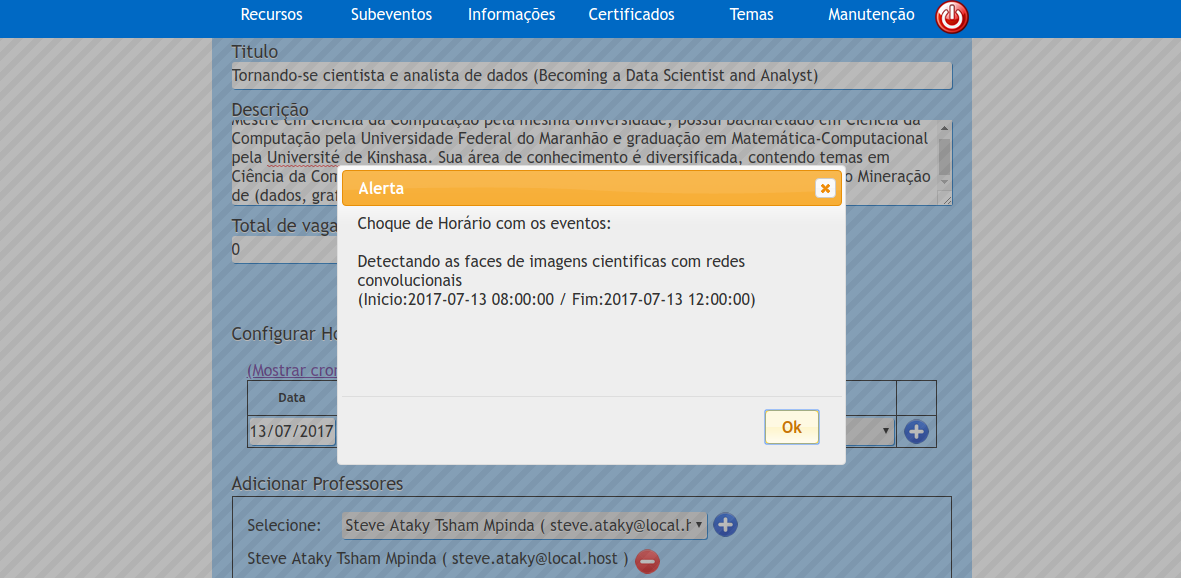 Recursos Subeventos Informações Certificados Temas Manutenção
Titulo
Tornando-se cientista e analista de dados (Becoming a Data Scientist and Analyst)
Descrição
Mestre em Ciência da Computação pela mesma Universidade, possui bacharelado em Ciência da
Computação pela Universidade Federal do Maranhão e graduação em Matemática-Computacional
pela Université de Kinshasa. Sua área de conhecimento é diversificada, contendo temas em
Ciência da Com o Mineração
de (dados, gra
Total de vaga
0
Alerta
Choque de Horário com os eventos:
Detectando as faces de imagens cientificas com redes
convolucionais
(Inicio:2017-07-13 08:00:00 / Fim:2017-07-13 12:00:00)
Ok
Configurar Ho
(Mostrar cron
Data
13/07/2017
Adicionar Professores
Selecione: Steve Ataky Tsham Mpinda ( steve.ataky@local.h
Steve Ataky Tsham Mpinda ( steve.ataky@local.host )